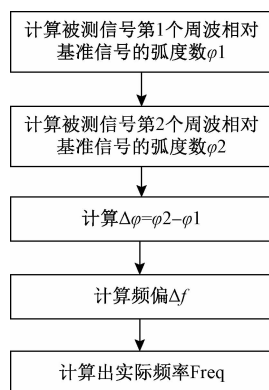 计算被测信号第1个周波相对
基准信号的弧度数φ1
计算被测信号第2个周波相对
基准信号的弧度数φ2
计算Δφ=φ2−φ1
计算频偏Δf
计算出实际频率Freq